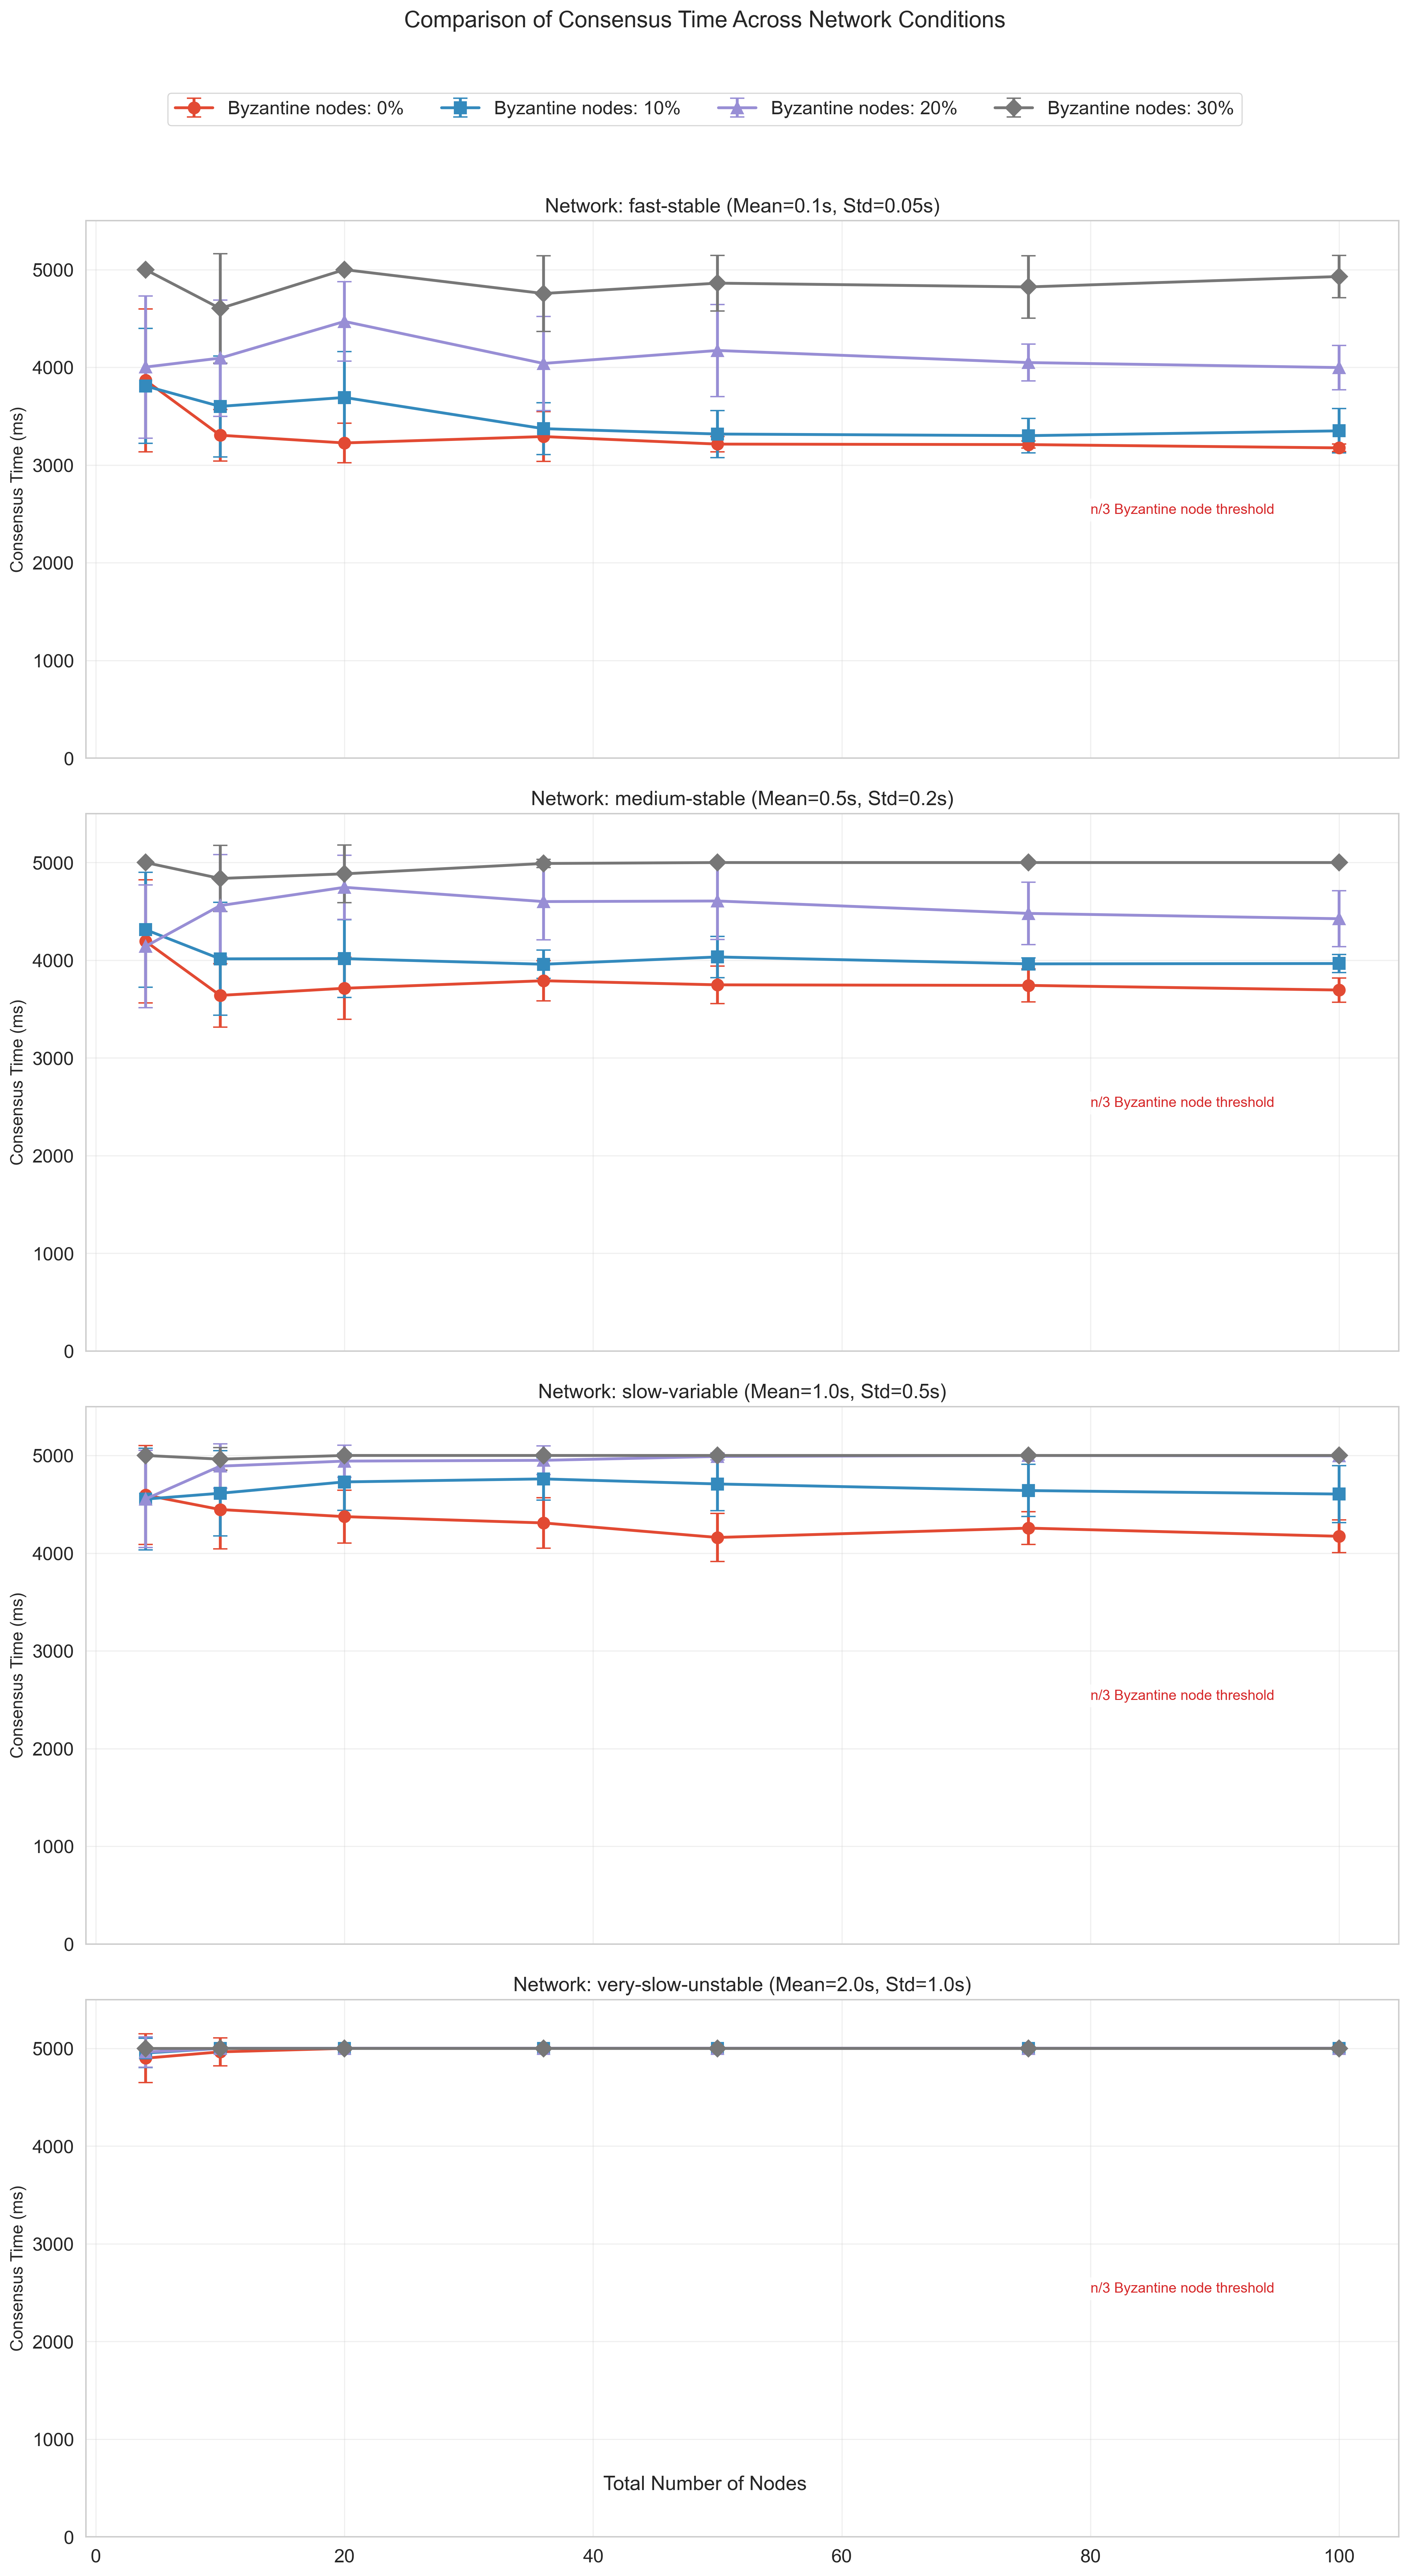 Comparison of Consensus Time Across Network Conditions
Byzantine nodes: 0% Byzantine nodes: 10% Byzantine nodes: 20% Byzantine nodes: 30%
Network: fast-stable (Mean=0.1s, Std=0.05s)
Consensus Time (ms)
5000
4000
3000
2000
1000
0
n/3 Byzantine node threshold
Network: medium-stable (Mean=0.5s, Std=0.2s)
Consensus Time (ms)
5000
4000
3000
2000
1000
0
n/3 Byzantine node threshold
Network: slow-variable (Mean=1.0s, Std=0.5s)
Consensus Time (ms)
5000
4000
3000
2000
1000
0
n/3 Byzantine node threshold
Network: very-slow-unstable (Mean=2.0s, Std=1.0s)
Consensus Time (ms)
5000
4000
3000
2000
1000
0
n/3 Byzantine node threshold
Total Number of Nodes
0 20 40 60 80 100